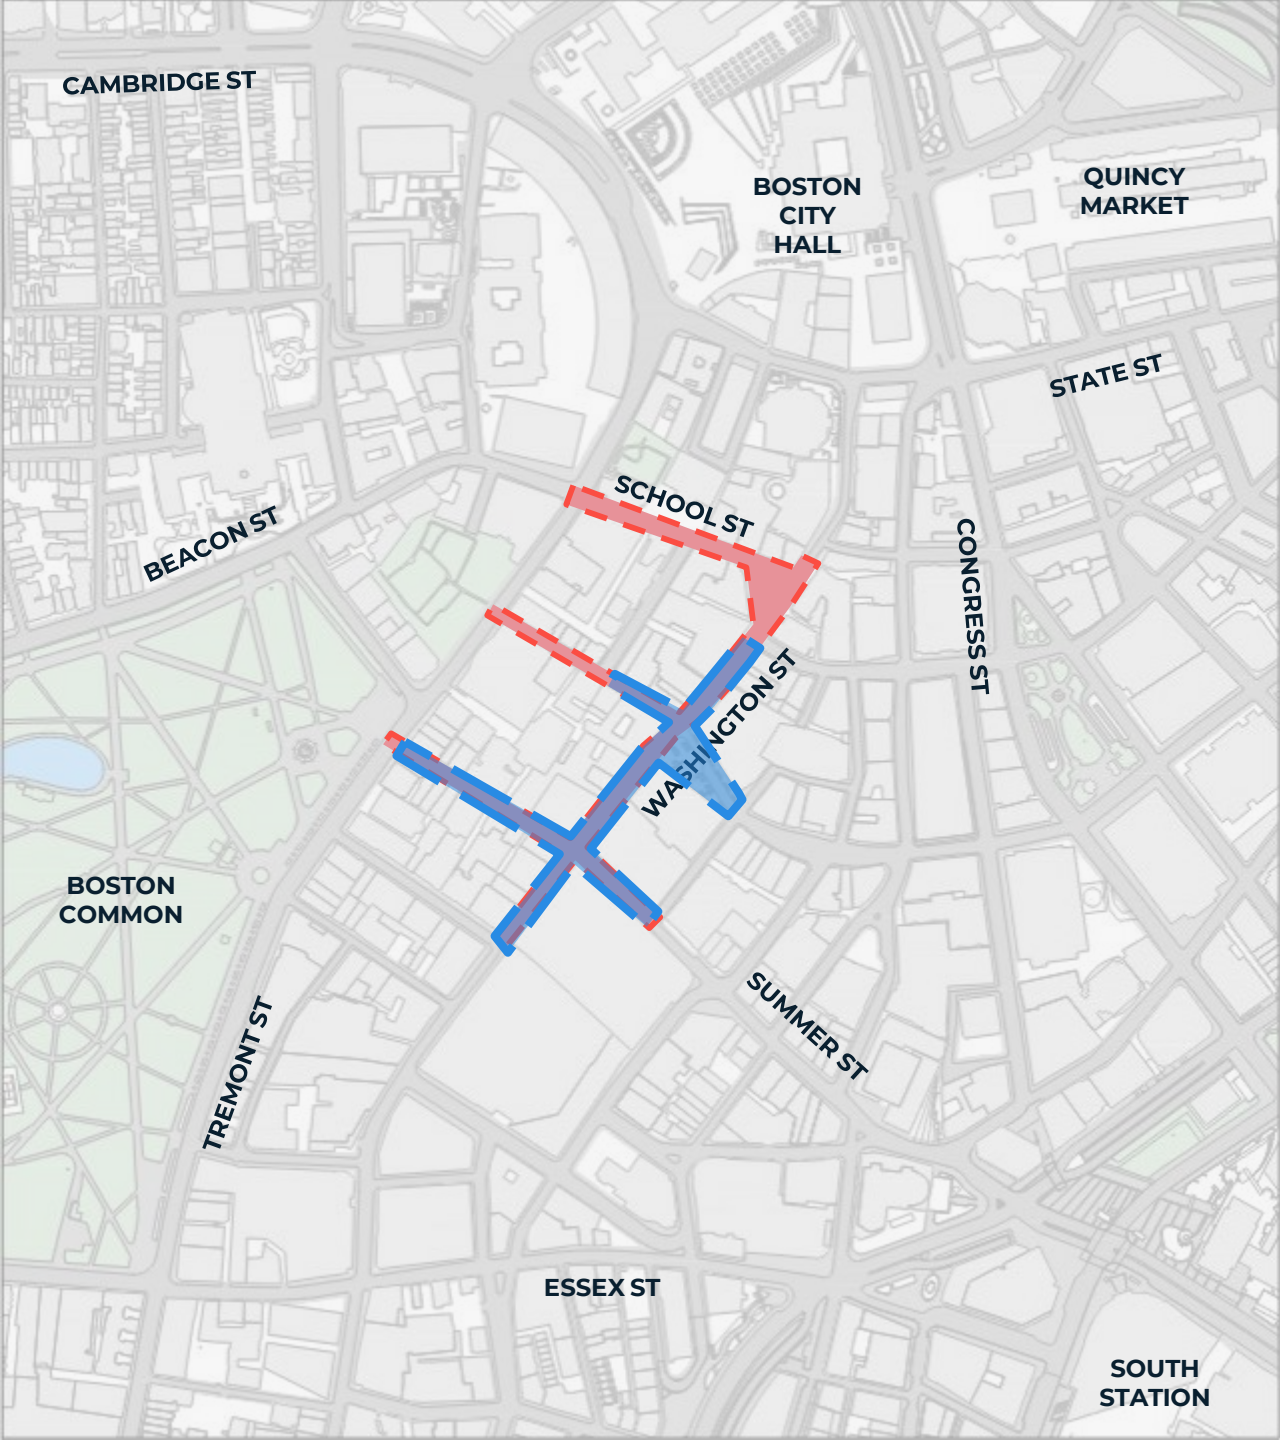 CAMBRIDGE ST
BOSTON
CITY
HALL
QUINCY
MARKET
STATE ST
SCHOOL ST
BEACON ST
CONGRESS ST
WASHINGTON ST
BOSTON
COMMON
SUMMER ST
TREMONT ST
ESSEX ST
SOUTH
STATION